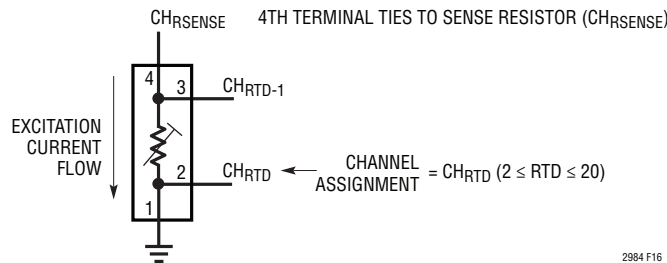 CHRSENSE 4TH TERMINAL TIES TO SENSE RESISTOR (CHRSENSE)
4
3
CHRTD-1
EXCITATION
CURRENT
FLOW
2
CHRTD
CHANNEL
ASSIGNMENT
= CHRTD (2 ≤ RTD ≤ 20)
1
2984 F16